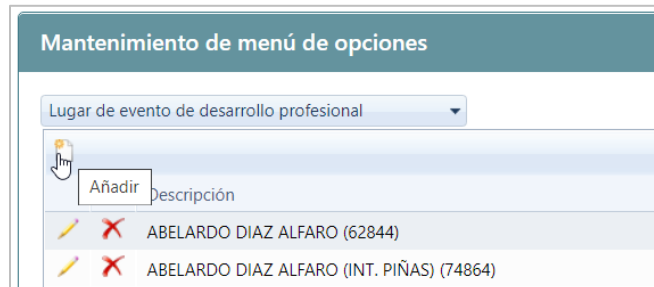 Mantenimiento de menú de opciones
Lugar de evento de desarrollo profesional
Añadir
Descripción
ABELARDO DIAZ ALFARO (62844)
ABELARDO DIAZ ALFARO (INT. PIÑAS) (74864)